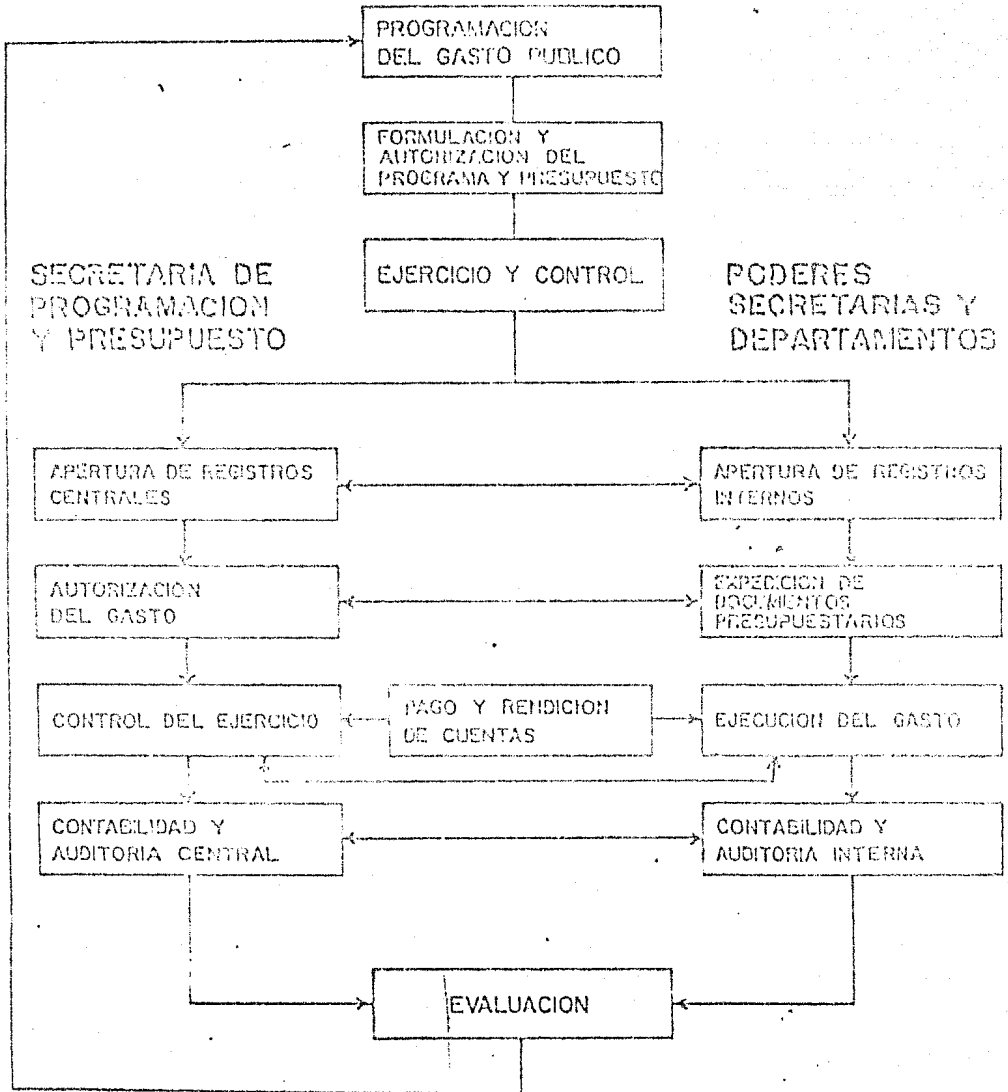 PROGRAMACION
DEL GASTO PUBLICO
FORMULACION Y
AUTORIZACION DEL
PROGRAMA Y PRESUPUESTO
EJERCICIO Y CONTROL
SECRETARIA DE
PROGRAMACION
Y PRESUPUESTO
PODERES
SECRETARIAS Y
DEPARTAMENTOS
APERTURA DE REGISTROS
CENTRALES
APERTURA DE REGISTROS
INTERNOS
AUTORIZACION
DEL GASTO
EXPEDICION DE
DOCUMENTOS
PRESUPUESTARIOS
CONTROL DEL EJERCICIO
PAGO Y RENDICION
DE CUENTAS
EJECUCION DEL GASTO
CONTABILIDAD Y
AUDITORIA CENTRAL
CONTABILIDAD Y
AUDITORIA INTERNA
EVALUACION